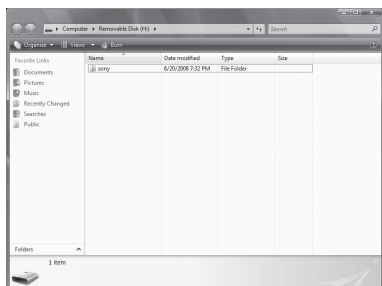 Computer ▸ Removable Disk (H:) ▸
Search
Organize Views Burn
Favorite Links
Documents
Pictures
Music
Recently Changed
Searches
Public
Folders
Name Date modified Type Size
sony 6/20/2008 7:32 PM File Folder
1 item